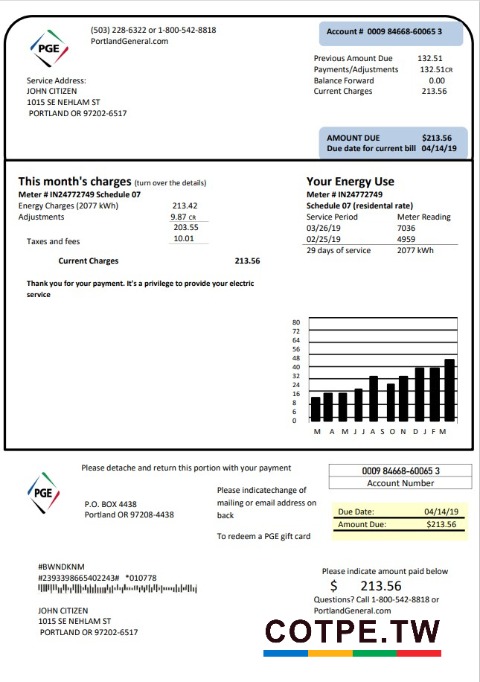 (503) 228-6322 or 1-800-542-8818
PortlandGeneral.com
PGE
Account # 0009 84668-60065 3
Previous Amount Due 132.51
Payments/Adjustments 132.51CR
Balance Forward 0.00
Current Charges 213.56
Service Address:
JOHN CITIZEN
1015 SE NEHLAM ST
PORTLAND OR 97202-6517
AMOUNT DUE $213.56
Due date for current bill 04/14/19
This month's charges (turn over the details)
Meter # IN24772749 Schedule 07
Energy Charges (2077 kWh) 213.42
Adjustments 9.87 CR
203.55
Taxes and fees 10.01
Current Charges 213.56
Thank you for your payment. It's a privilege to provide your electric
service
Your Energy Use
Meter # IN24772749
Schedule 07 (residental rate)
Service Period Meter Reading
03/26/19 7036
02/25/19 4959
29 days of service 2077 kWh
80
72
64
56
48
40
32
24
16
8
6
0
M A M J J A S O N D J F M
Please detache and return this portion with your payment
PGE
P.O. BOX 4438
Portland OR 97208-4438
Please indicatechange of
mailing or email address on
back
To redeem a PGE gift card
0009 84668-60065 3
Account Number
Due Date: 04/14/19
Amount Due: $213.56
#BWNDKNM
#2393398665402243# *010778
JOHN CITIZEN
1015 SE NEHLAM ST
PORTLAND OR 97202-6517
Please indicate amount paid below
$ 213.56
Questions? Call 1-800-542-8818 or
PortlandGeneral.com
COTPE.TW